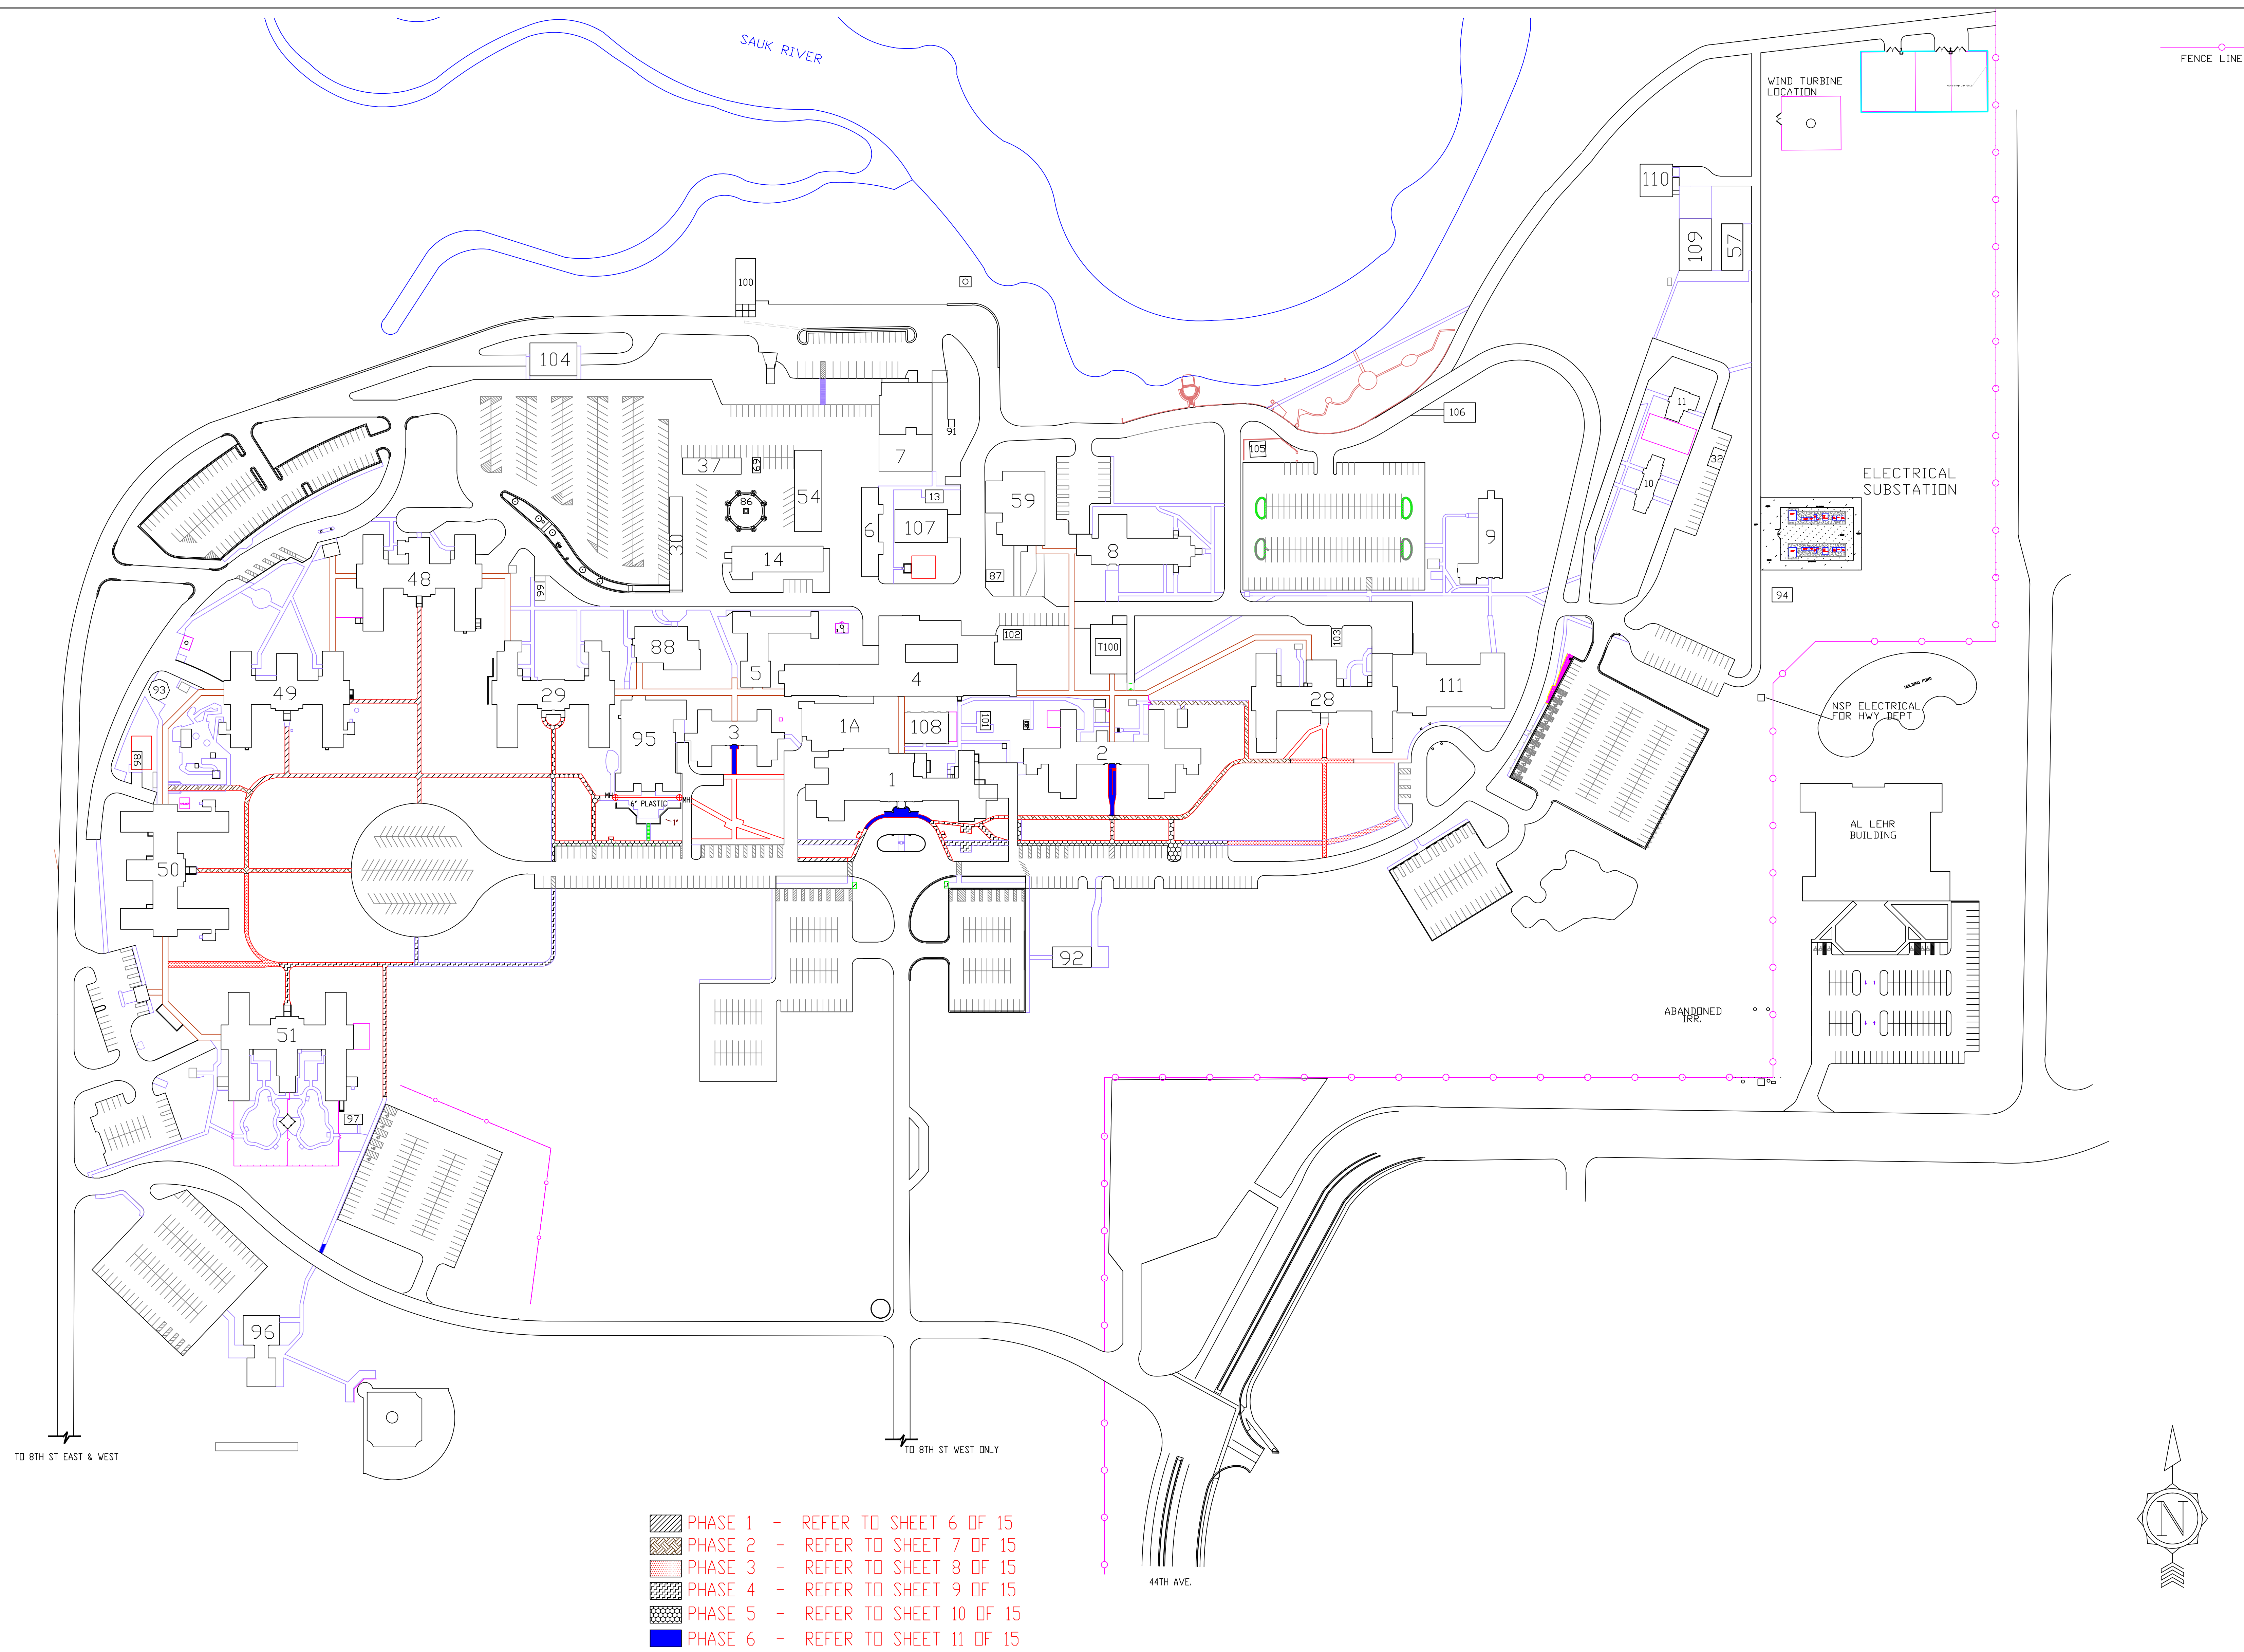 SAUK RIVER
FENCE LINE
WIND TURBINE
LOCATION
110
109
57
100
104
106
11
105
32
10
91
7
37
69
86
54
13
59
ELECTRICAL
SUBSTATION
6
107
30
14
8
9
87
48
99
94
88
102
T100
103
5
4
93
49
29
28
111
HOLDING POND
NSP ELECTRICAL
FOR HWY DEPT
95
3
1A
108
101
2
98
1
MH
6' PLASTIC
MH
1'
AL LEHR
BUILDING
50
92
ABANDONED
IRR.
51
97
96
TO 8TH ST EAST & WEST
TO 8TH ST WEST ONLY
N
44TH AVE.
PHASE 1 - REFER TO SHEET 6 OF 15
PHASE 2 - REFER TO SHEET 7 OF 15
PHASE 3 - REFER TO SHEET 8 OF 15
PHASE 4 - REFER TO SHEET 9 OF 15
PHASE 5 - REFER TO SHEET 10 OF 15
PHASE 6 - REFER TO SHEET 11 OF 15